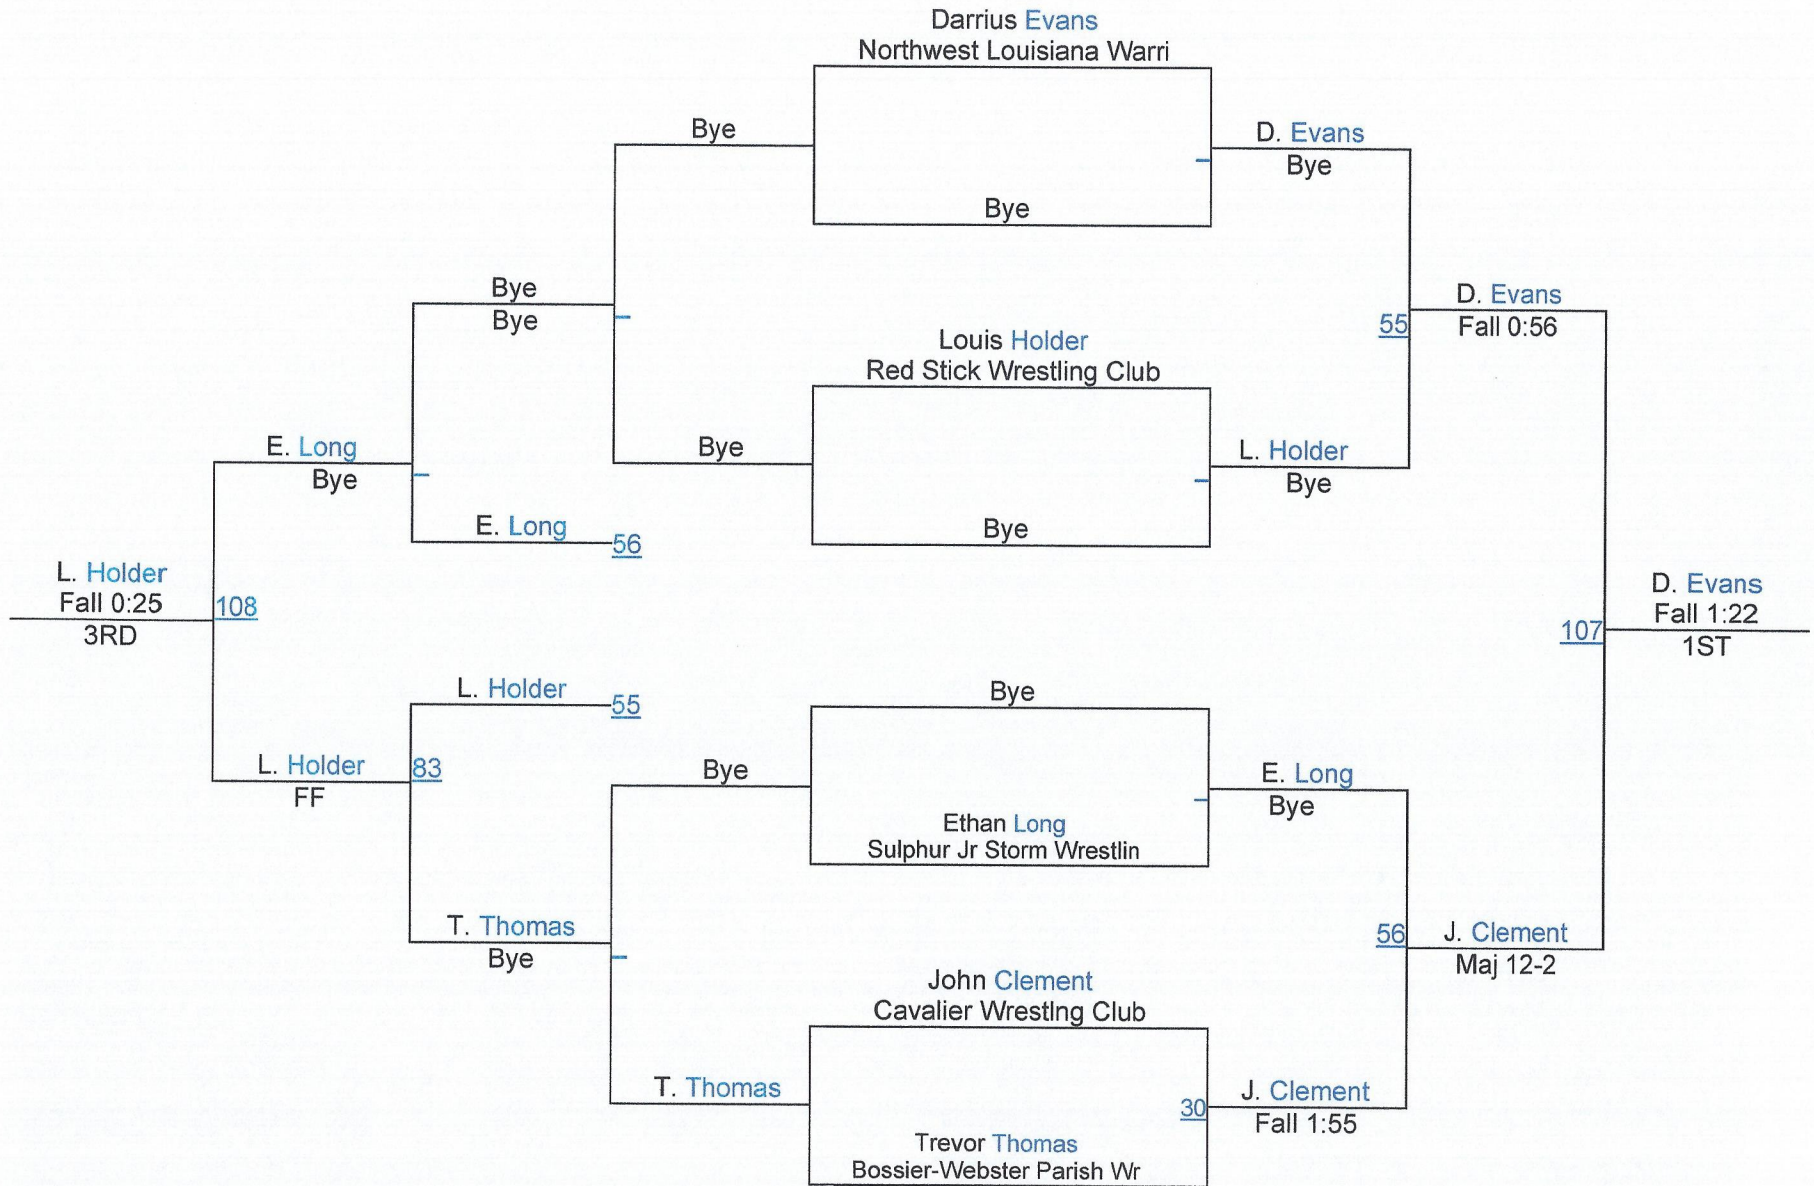 Darrius Evans
Northwest Louisiana Warri
Bye
D. Evans
Bye
Bye
Bye
Bye
D. Evans
Fall 0:56
55
Louis Holder
Red Stick Wrestling Club
E. Long
Bye
Bye
L. Holder
Bye
Bye
E. Long
56
L. Holder
Fall 0:25
3RD
108
D. Evans
Fall 1:22
1ST
107
L. Holder
55
Bye
L. Holder
FF
83
Bye
E. Long
Bye
Ethan Long
Sulphur Jr Storm Wrestlin
T. Thomas
Bye
56
J. Clement
Maj 12-2
John Clement
Cavalier Wrestlng Club
T. Thomas
30
J. Clement
Fall 1:55
Trevor Thomas
Bossier-Webster Parish Wr